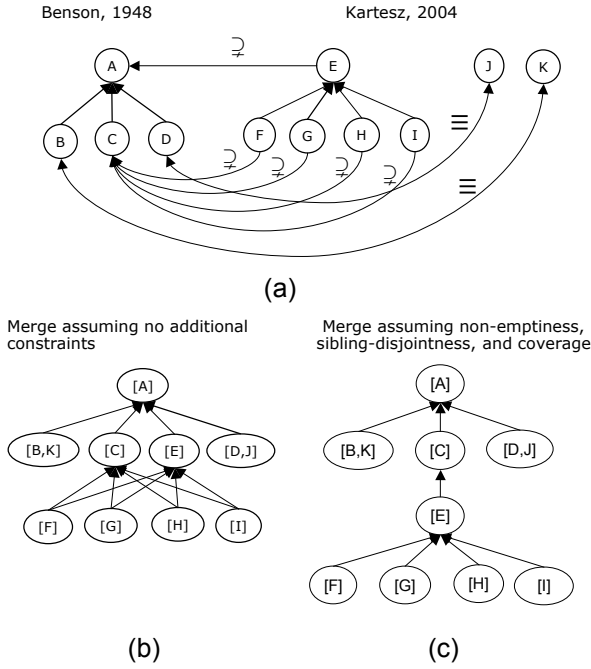 Benson, 1948 Kartesz, 2004
⊋
A E J K
B C D F G H I
≡
⊋ ⊋ ⊋ ⊋
≡
(a)
Merge assuming no additional
constraints
Merge assuming non-emptiness,
sibling-disjointness, and coverage
[A]
[B,K] [C] [E] [D,J]
[F] [G] [H] [I]
(b)
[A]
[B,K] [C] [D,J]
[E]
[F] [G] [H] [I]
(c)